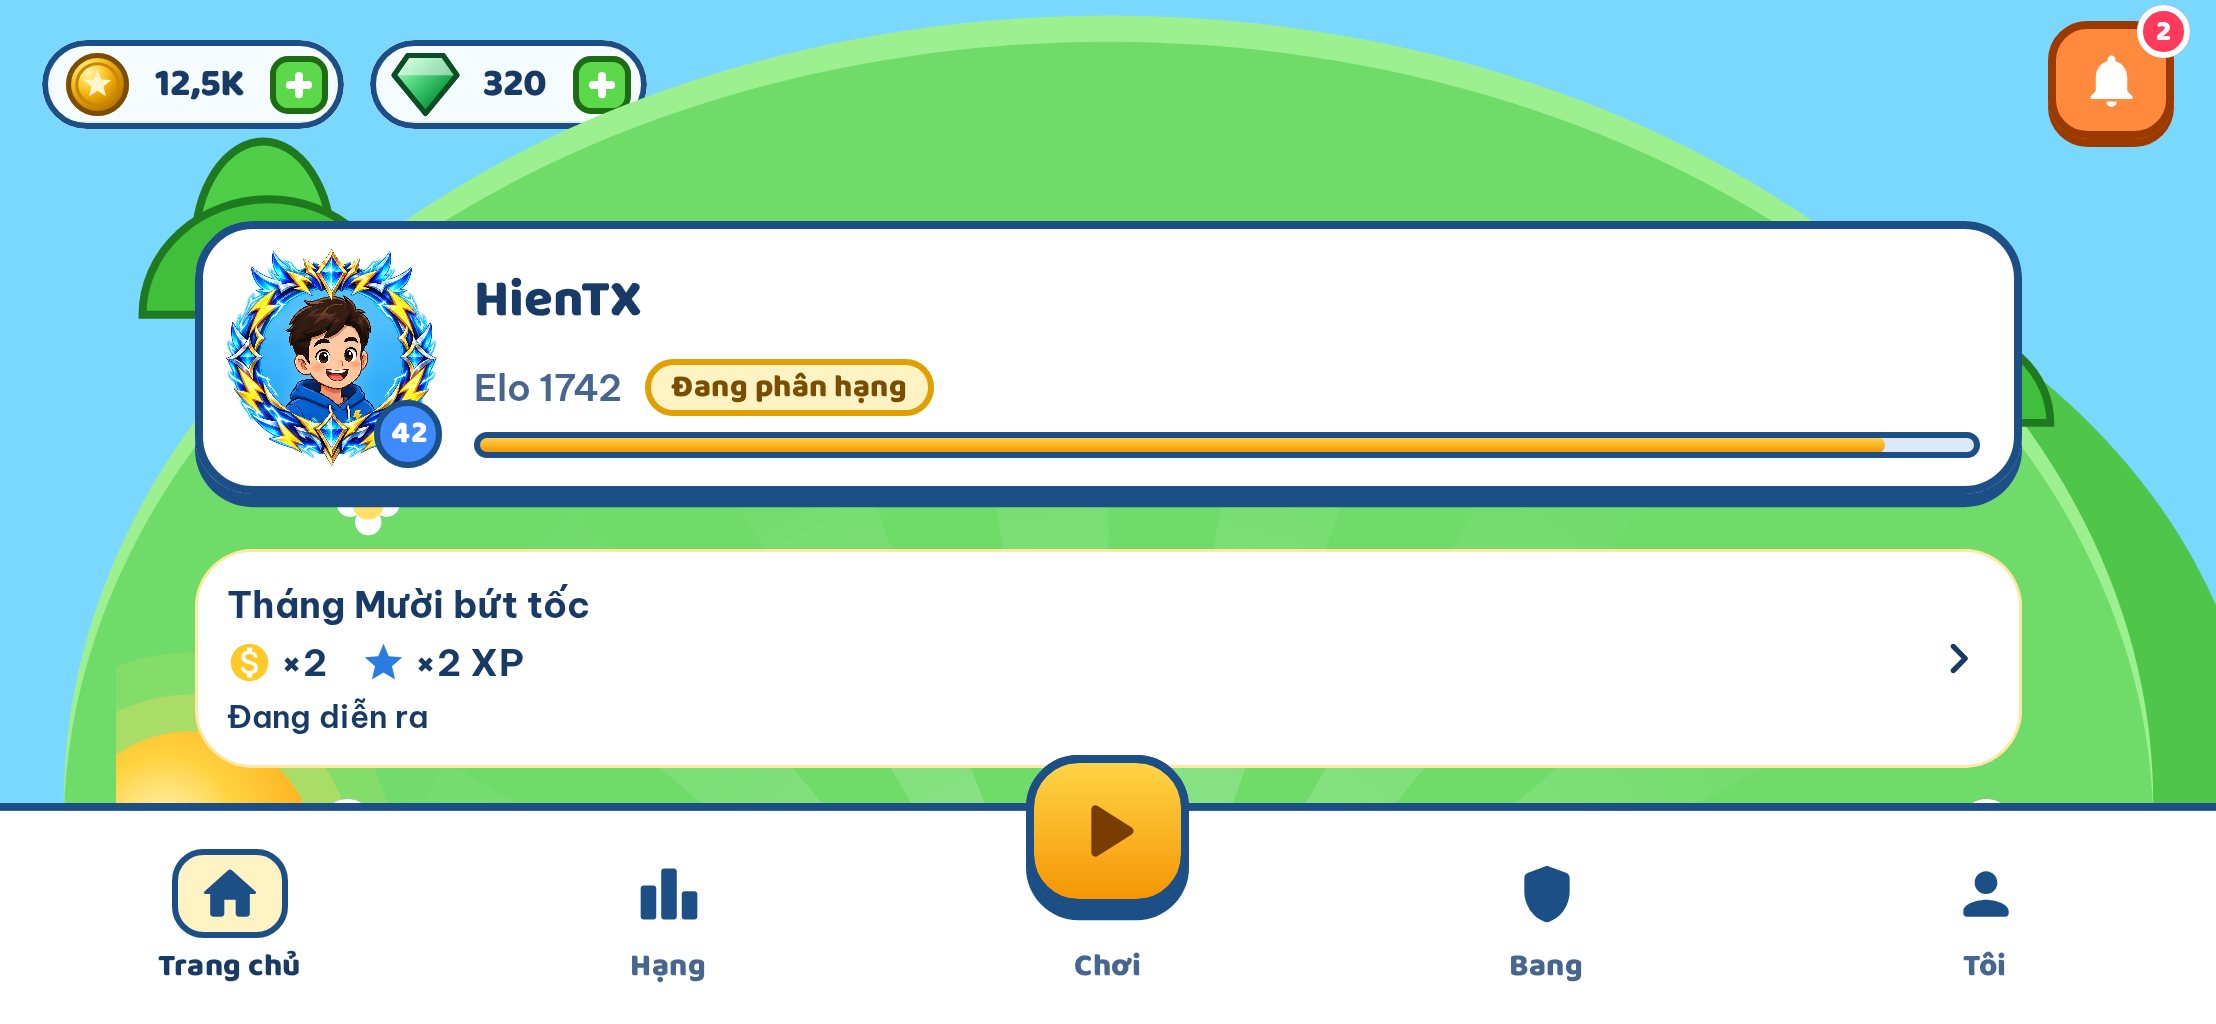 12,5K
320
2
HienTX
Elo 1742
Đang phân hạng
42
Tháng Mười bứt tốc
×2 ×2 XP
Đang diễn ra
Trang chủ
Hạng
Chơi
Bang
Tôi